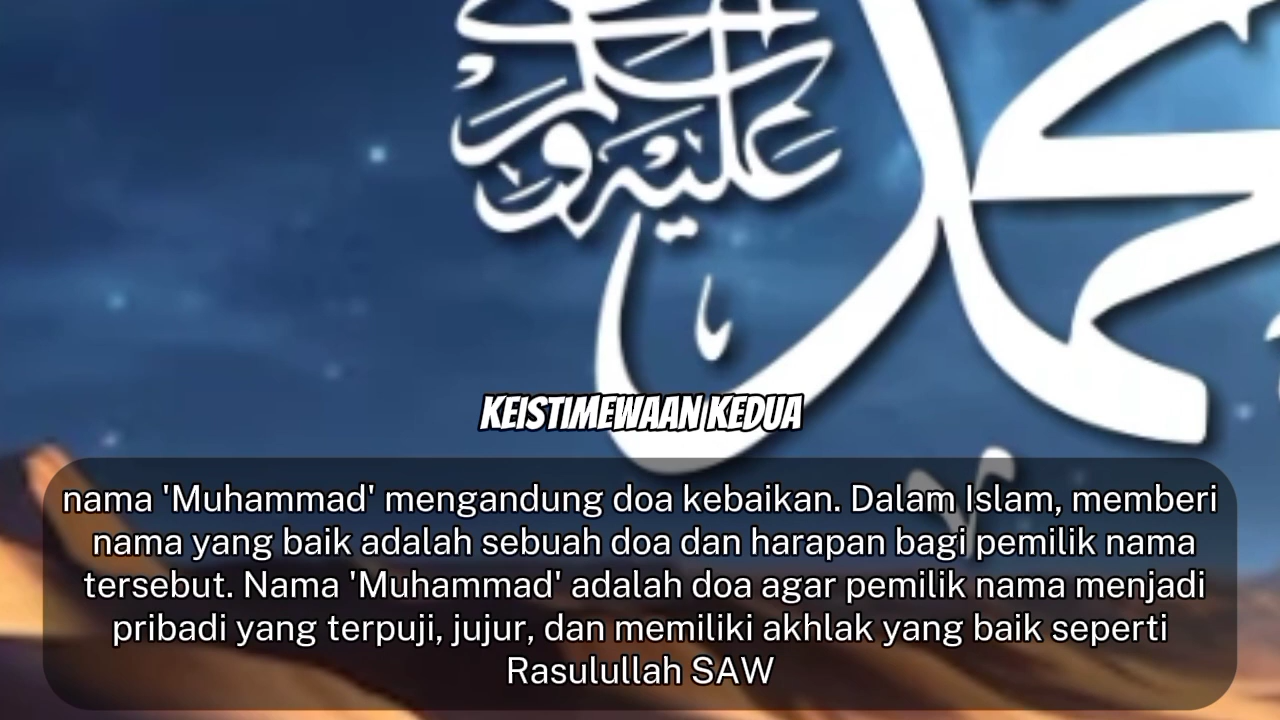 محمد
عليه و
KEISTIMEWAAN KEDUA
nama 'Muhammad' mengandung doa kebaikan. Dalam Islam, memberi
nama yang baik adalah sebuah doa dan harapan bagi pemilik nama
tersebut. Nama 'Muhammad' adalah doa agar pemilik nama menjadi
pribadi yang terpuji, jujur, dan memiliki akhlak yang baik seperti
Rasulullah SAW